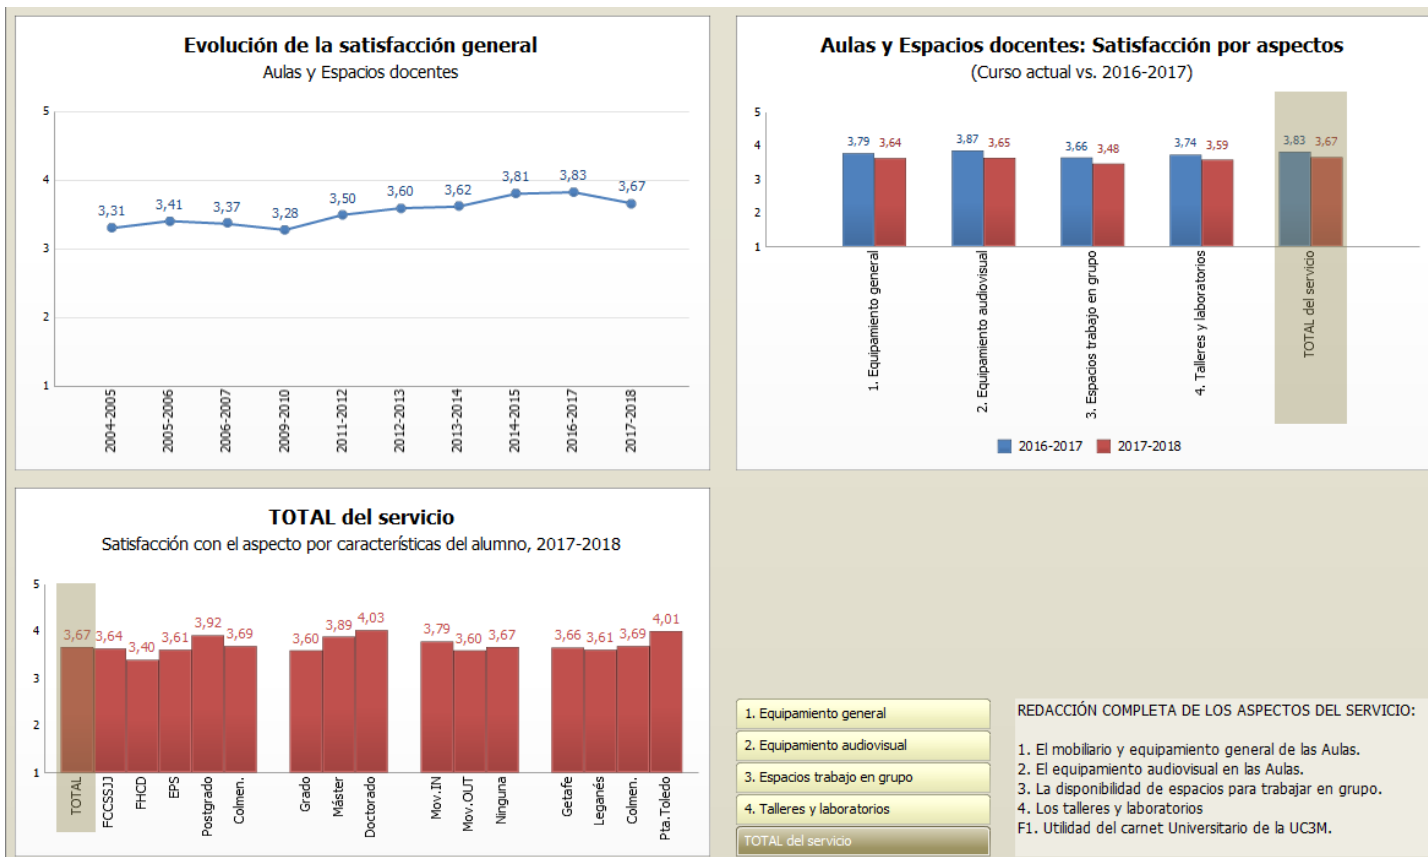 Evolución de la satisfacción general
Aulas y Espacios docentes
5
4
3
2
1
3,31
3,41
3,37
3,28
3,50
3,60
3,62
3,81
3,83
3,67
2004-2005
2005-2006
2006-2007
2009-2010
2011-2012
2012-2013
2013-2014
2014-2015
2016-2017
2017-2018
Aulas y Espacios docentes: Satisfacción por aspectos
(Curso actual vs. 2016-2017)
5
4
3
2
1
3,79 3,64
3,87 3,65
3,66 3,48
3,74 3,59
3,83 3,67
1. Equipamiento general
2. Equipamiento audiovisual
3. Espacios trabajo en grupo
4. Talleres y laboratorios
TOTAL del servicio
2016-2017 2017-2018
TOTAL del servicio
Satisfacción con el aspecto por características del alumno, 2017-2018
5
4
3
2
1
3,67
3,64
3,40
3,61
3,92
3,69
3,60
3,89
4,03
3,79
3,60
3,67
3,66
3,61
3,69
4,01
TOTAL
FCCSSJJ
FHCD
EPS
Postgrado
Colmen.
Grado
Máster
Doctorado
Mov.IN
Mov.OUT
Ninguna
Getafe
Leganés
Colmen.
Pta.Toledo
1. Equipamiento general
2. Equipamiento audiovisual
3. Espacios trabajo en grupo
4. Talleres y laboratorios
TOTAL del servicio
REDACCIÓN COMPLETA DE LOS ASPECTOS DEL SERVICIO:
1. El mobiliario y equipamiento general de las Aulas.
2. El equipamiento audiovisual en las Aulas.
3. La disponibilidad de espacios para trabajar en grupo.
4. Los talleres y laboratorios
F1. Utilidad del carnet Universitario de la UC3M.